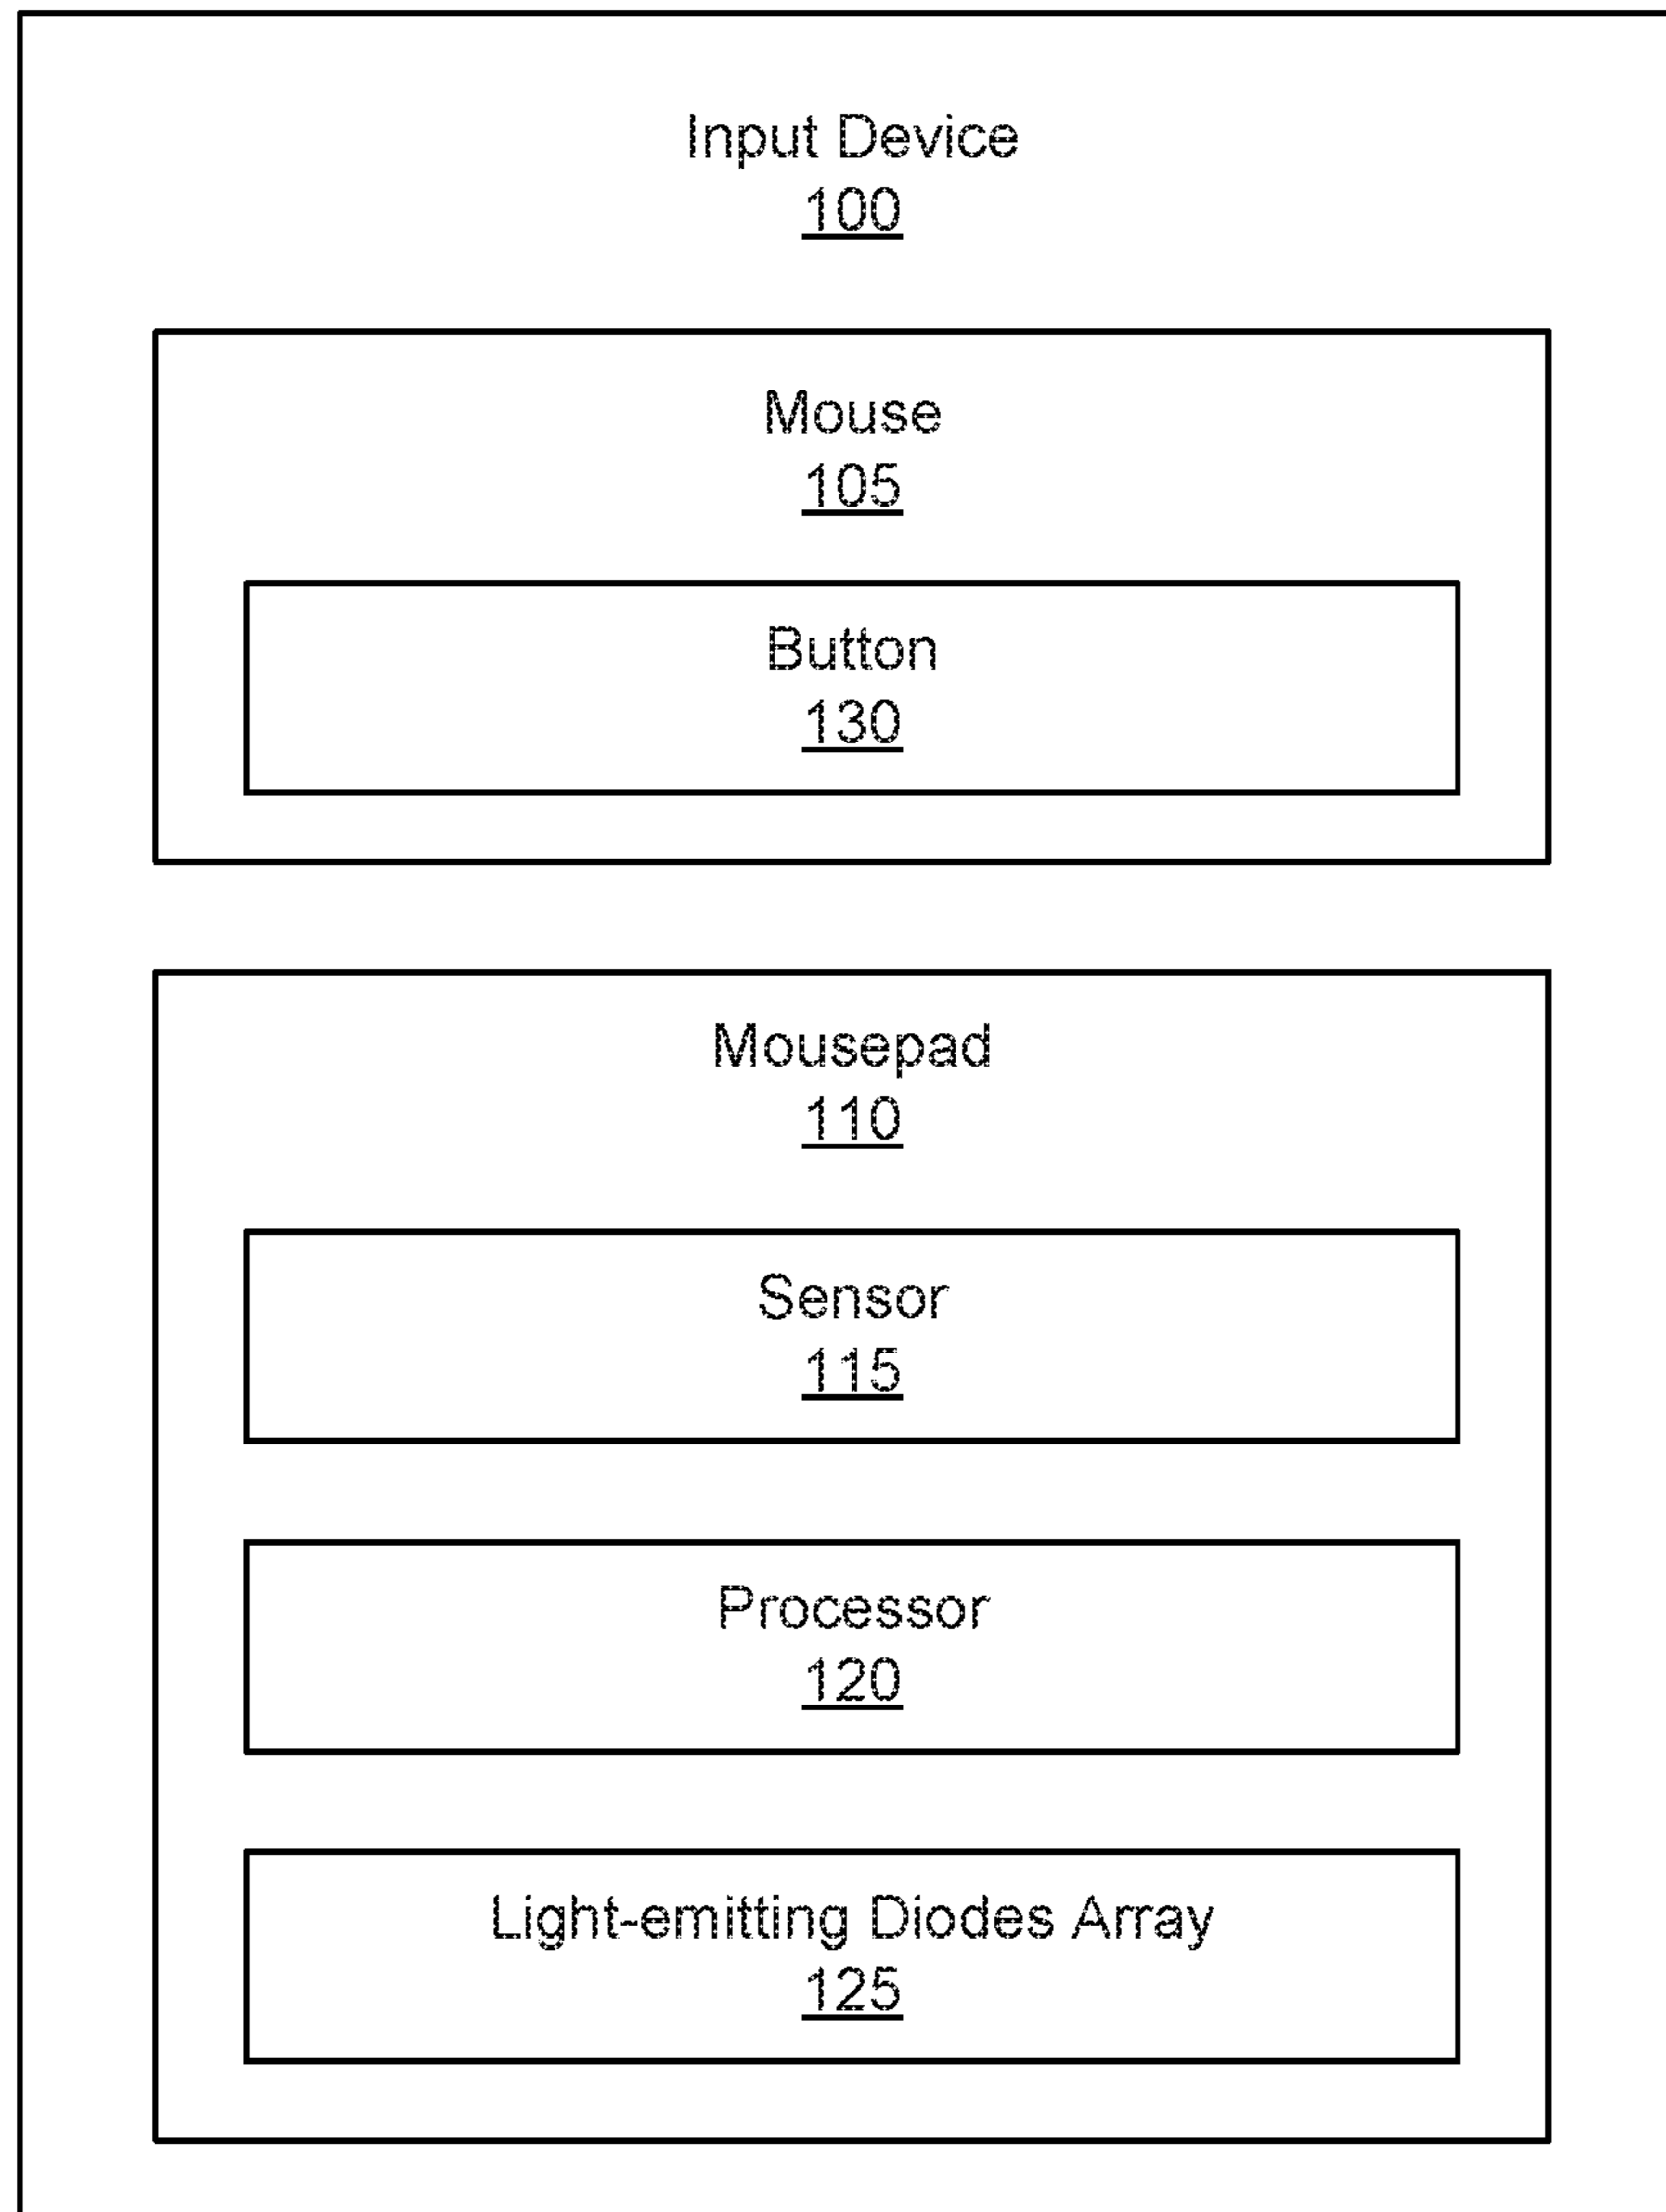 Input Device
100
Mouse
105
Button
130
Mousepad
110
Sensor
115
Processor
120
Light-emitting Diodes Array
125